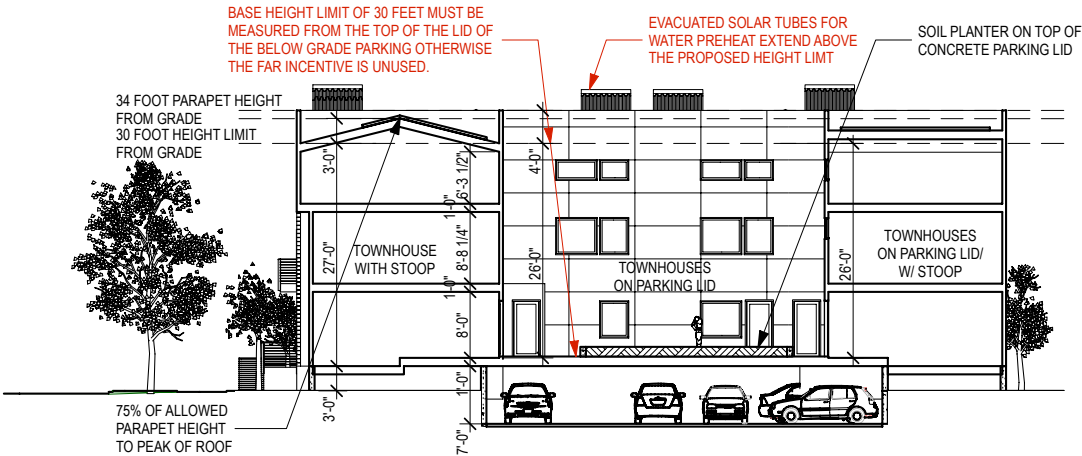 BASE HEIGHT LIMIT OF 30 FEET MUST BE
MEASURED FROM THE TOP OF THE LID OF
THE BELOW GRADE PARKING OTHERWISE
THE FAR INCENTIVE IS UNUSED.
EVACUATED SOLAR TUBES FOR
WATER PREHEAT EXTEND ABOVE
THE PROPOSED HEIGHT LIMT
SOIL PLANTER ON TOP OF
CONCRETE PARKING LID
34 FOOT PARAPET HEIGHT
FROM GRADE
30 FOOT HEIGHT LIMIT
FROM GRADE
3'-0"
6'-3 1/2"
4'-0"
1'-0"
27'-0"
TOWNHOUSE
WITH STOOP
8'-8 1/4"
26'-0"
TOWNHOUSES
ON PARKING LID
26'-0"
TOWNHOUSES
ON PARKING LID/
W/ STOOP
1'-0"
8'-0"
1'-0"
3'-0"
7'-0"
75% OF ALLOWED
PARAPET HEIGHT
TO PEAK OF ROOF